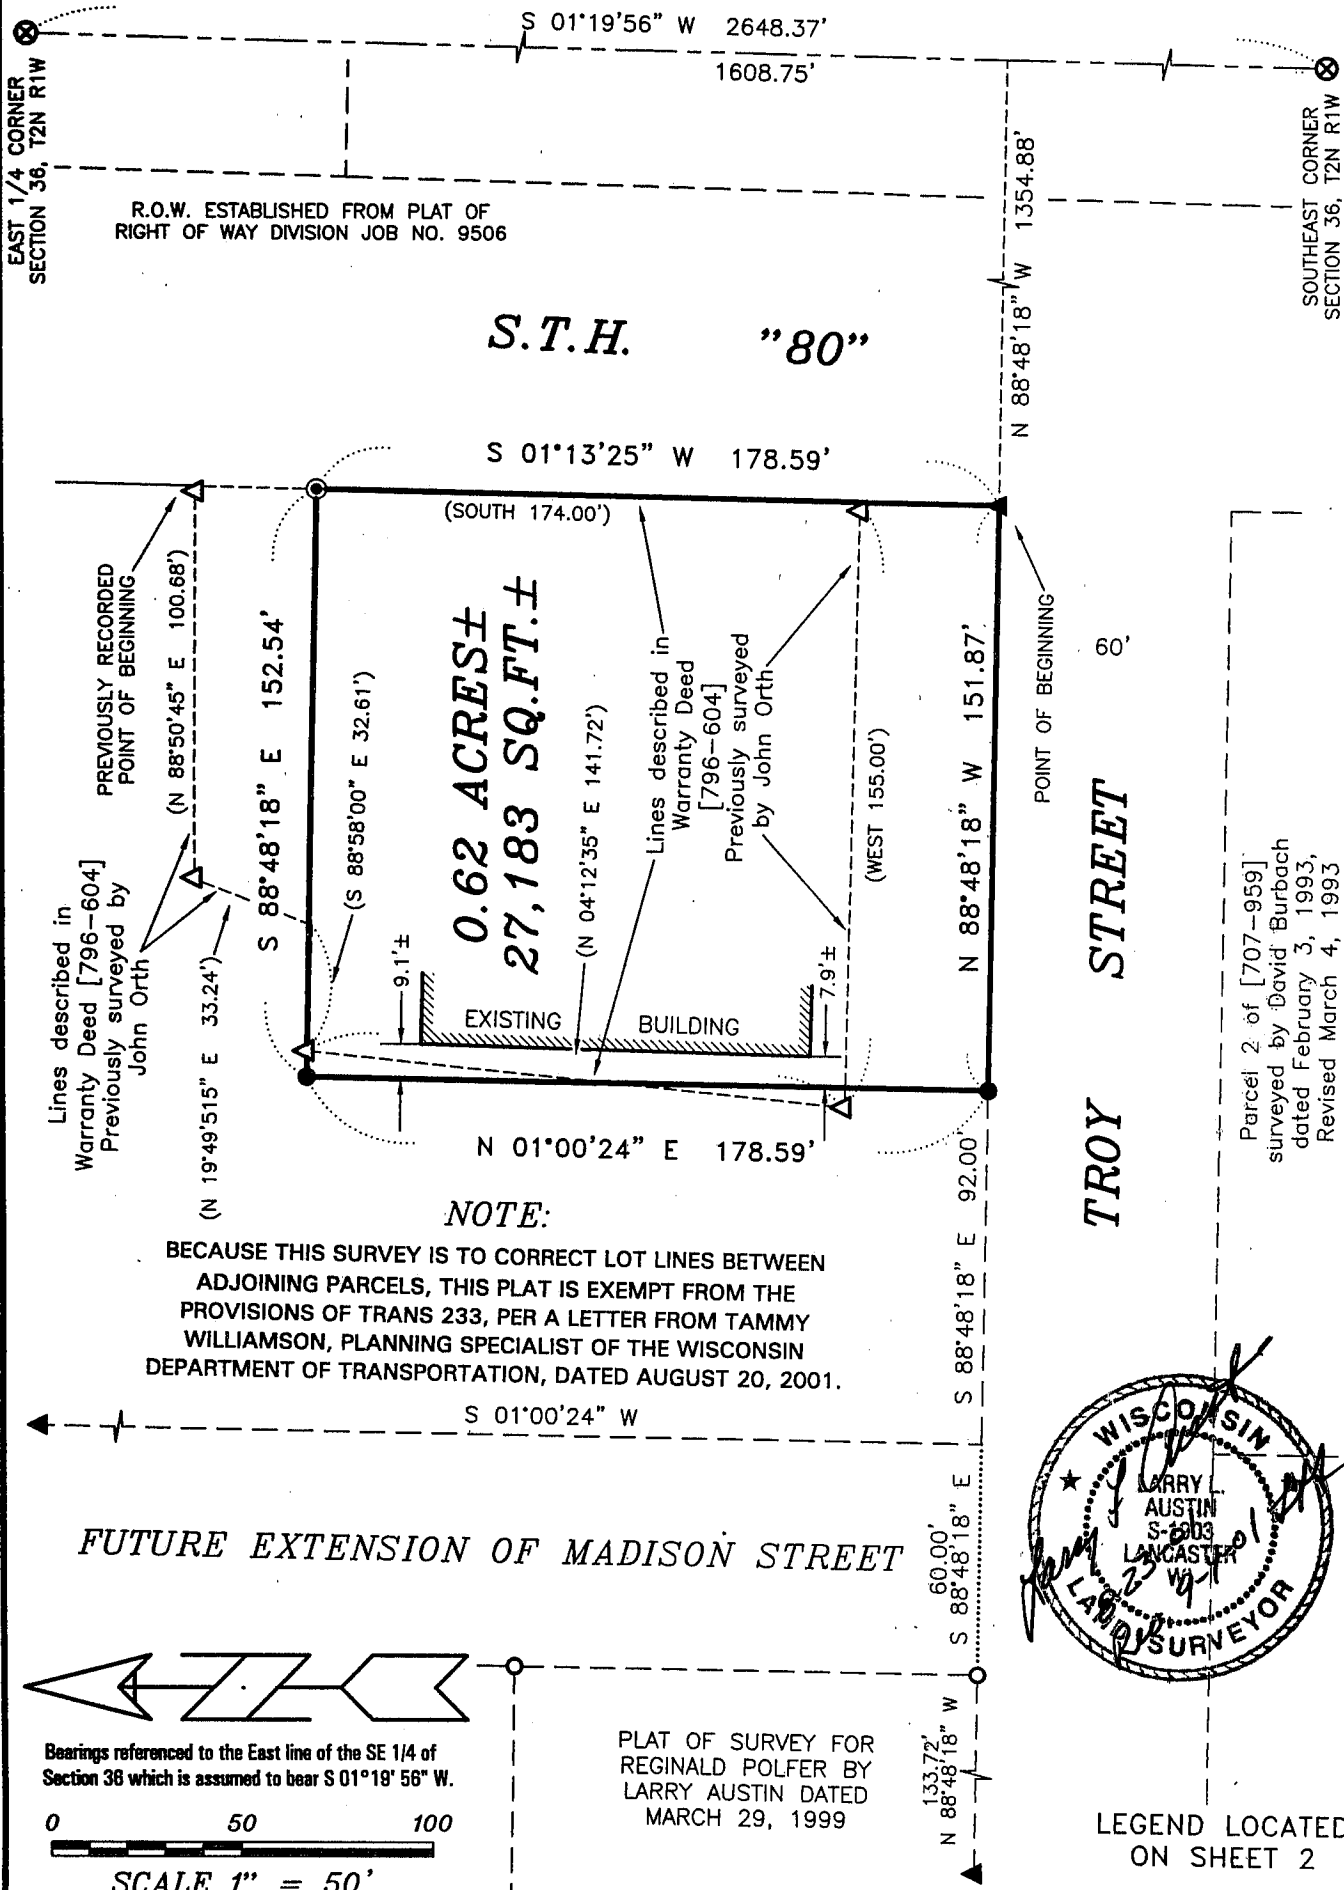 S 01°19'56" W 2648.37'
1608.75'
EAST 1/4 CORNER
SECTION 36, T2N R1W
SOUTHEAST CORNER
SECTION 36, T2N R1W
R.O.W. ESTABLISHED FROM PLAT OF
RIGHT OF WAY DIVISION JOB NO. 9506
N 88°48'18" W 1354.88'
S.T.H. "80"
S 01°13'25" W 178.59'
(SOUTH 174.00')
PREVIOUSLY RECORDED
POINT OF BEGINNING
(N 88°50'45" E 100.68')
S 88°48'18" E 152.54'
(S 88°58'00" E 32.61')
0.62 ACRES±
27,183 SQ.FT.±
(N 04°12'35" E 141.72')
Lines described in
Warranty Deed
[796-604]
Previously surveyed
by John Orth
(WEST 155.00')
N 88°48'18" W 151.87'
POINT OF BEGINNING
60'
TROY STREET
Lines described in
Warranty Deed [796-604]
Previously surveyed by
John Orth
(N 19°49'515" E 33.24')
9.1'±
7.9'±
EXISTING BUILDING
N 01°00'24" E 178.59'
S 88°48'18" E 92.00'
Parcel 2 of [707-959]
surveyed by David Burbach
dated February 3, 1993,
Revised March 4, 1993
NOTE:
BECAUSE THIS SURVEY IS TO CORRECT LOT LINES BETWEEN
ADJOINING PARCELS, THIS PLAT IS EXEMPT FROM THE
PROVISIONS OF TRANS 233, PER A LETTER FROM TAMMY
WILLIAMSON, PLANNING SPECIALIST OF THE WISCONSIN
DEPARTMENT OF TRANSPORTATION, DATED AUGUST 20, 2001.
S 01°00'24" W
FUTURE EXTENSION OF MADISON STREET
60.00'
S 88°48'18" E
WISCONSIN
LARRY L.
AUSTIN
S-1903
LANCASTER
WI
LAND SURVEYOR
Bearings referenced to the East line of the SE 1/4 of
Section 36 which is assumed to bear S 01°19' 56" W.
0 50 100
SCALE 1" = 50'
PLAT OF SURVEY FOR
REGINALD POLFER BY
LARRY AUSTIN DATED
MARCH 29, 1999
133.72'
N 88°48'18" W
LEGEND LOCATED
ON SHEET 2